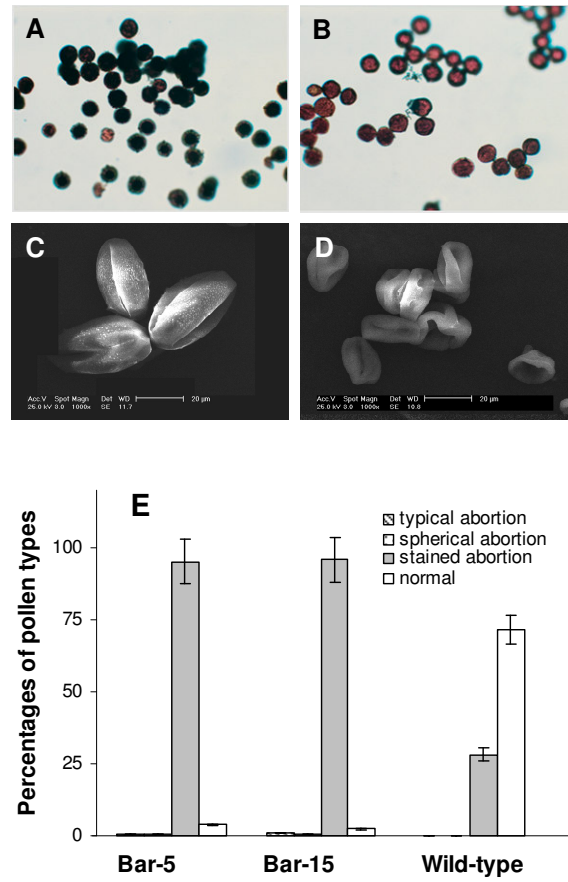 A
B
C
D
Acc.V Spot Magn Det WD 20 µm
25.0 kV 8.0 1000x SE 11.7
Acc.V Spot Magn Det WD 20 µm
25.0 kV 8.0 1000x SE 10.8
E
Percentages of pollen types
100
75
50
25
0
typical abortion
spherical abortion
stained abortion
normal
Bar-5
Bar-15
Wild-type